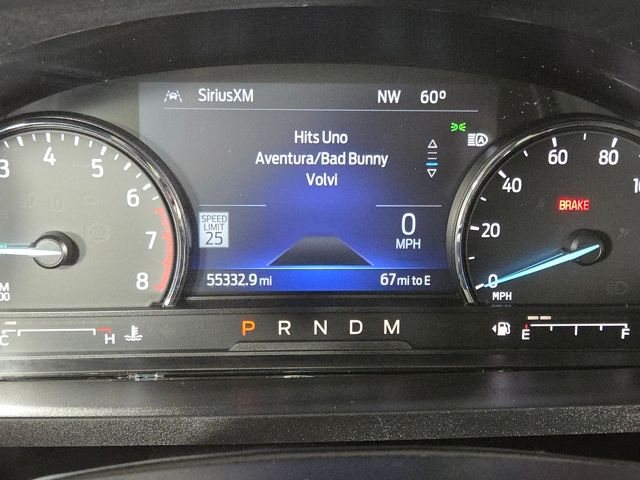 SiriusXM NW 60°
Hits Uno
Aventura/Bad Bunny
Volvi
SPEED
LIMIT
25
0
MPH
55332.9 mi 67 mi to E
3 4 5 6 7 8
0 20 40 60 80
BRAKE
MPH
C H
P R N D M
E F